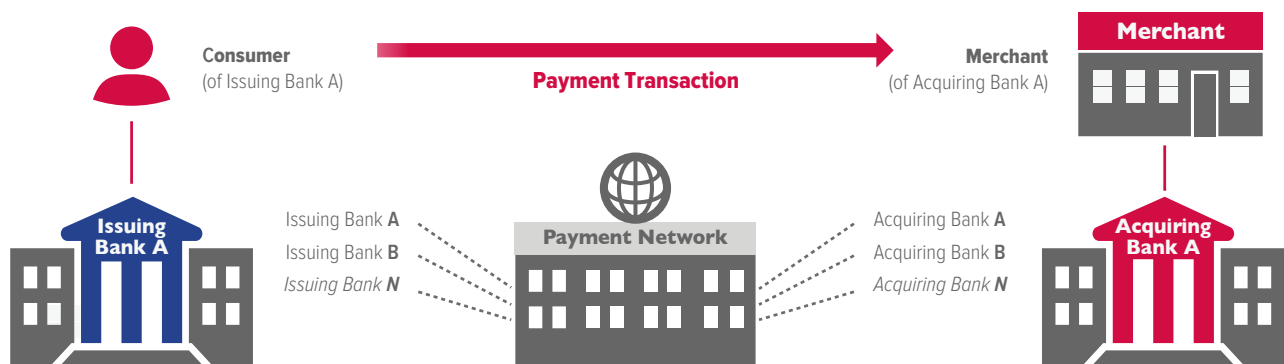 Consumer
(of Issuing Bank A)
Payment Transaction
Merchant
(of Acquiring Bank A)
Merchant
Issuing
Bank A
Issuing Bank A
Issuing Bank B
Issuing Bank N
Payment Network
Acquiring Bank A
Acquiring Bank B
Acquiring Bank N
Acquiring
Bank A